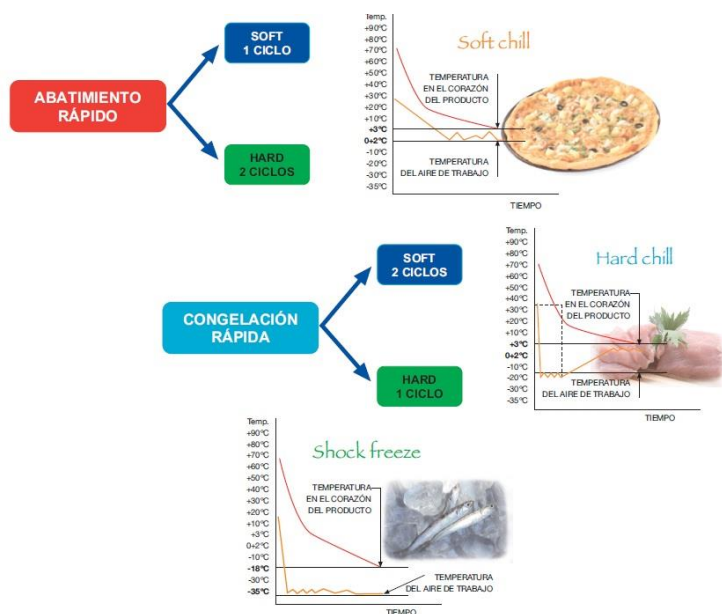 SOFT
1 CICLO
ABATIMIENTO
RÁPIDO
HARD
2 CICLOS
Temp.
+90°C
+80°C
+70°C
+60°C
+50°C
+40°C
+30°C
+20°C
+10°C
+3°C
0+2°C
-10°C
-20°C
-30°C
-35°C
Soft chill
TEMPERATURA
EN EL CORAZÓN
DEL PRODUCTO
TEMPERATURA
DEL AIRE DE TRABAJO
TIEMPO
SOFT
2 CICLOS
CONGELACIÓN
RÁPIDA
HARD
1 CICLO
Temp.
+90°C
+80°C
+70°C
+60°C
+50°C
+40°C
+30°C
+20°C
+10°C
+3°C
0+2°C
-10°C
-20°C
-30°C
-35°C
Hard chill
TEMPERATURA
EN EL CORAZÓN
DEL PRODUCTO
TEMPERATURA
DEL AIRE DE TRABAJO
TIEMPO
Temp.
+90°C
+80°C
+70°C
+60°C
+50°C
+40°C
+30°C
+20°C
+10°C
+3°C
0+2°C
-10°C
-18°C
-30°C
-35°C
Shock freeze
TEMPERATURA
EN EL CORAZÓN
DEL PRODUCTO
TEMPERATURA
DEL AIRE DE TRABAJO
TIEMPO